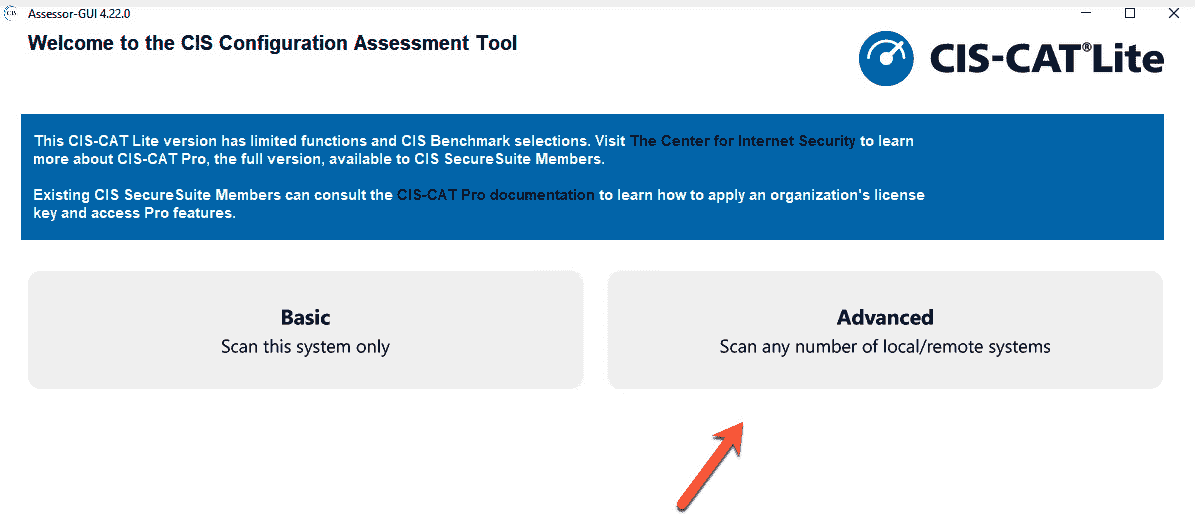 CIS Assessor-GUI 4.22.0
Welcome to the CIS Configuration Assessment Tool
CIS-CAT®Lite
This CIS-CAT Lite version has limited functions and CIS Benchmark selections. Visit The Center for Internet Security to learn
more about CIS-CAT Pro, the full version, available to CIS SecureSuite Members.
Existing CIS SecureSuite Members can consult the CIS-CAT Pro documentation to learn how to apply an organization's license
key and access Pro features.
Basic
Scan this system only
Advanced
Scan any number of local/remote systems